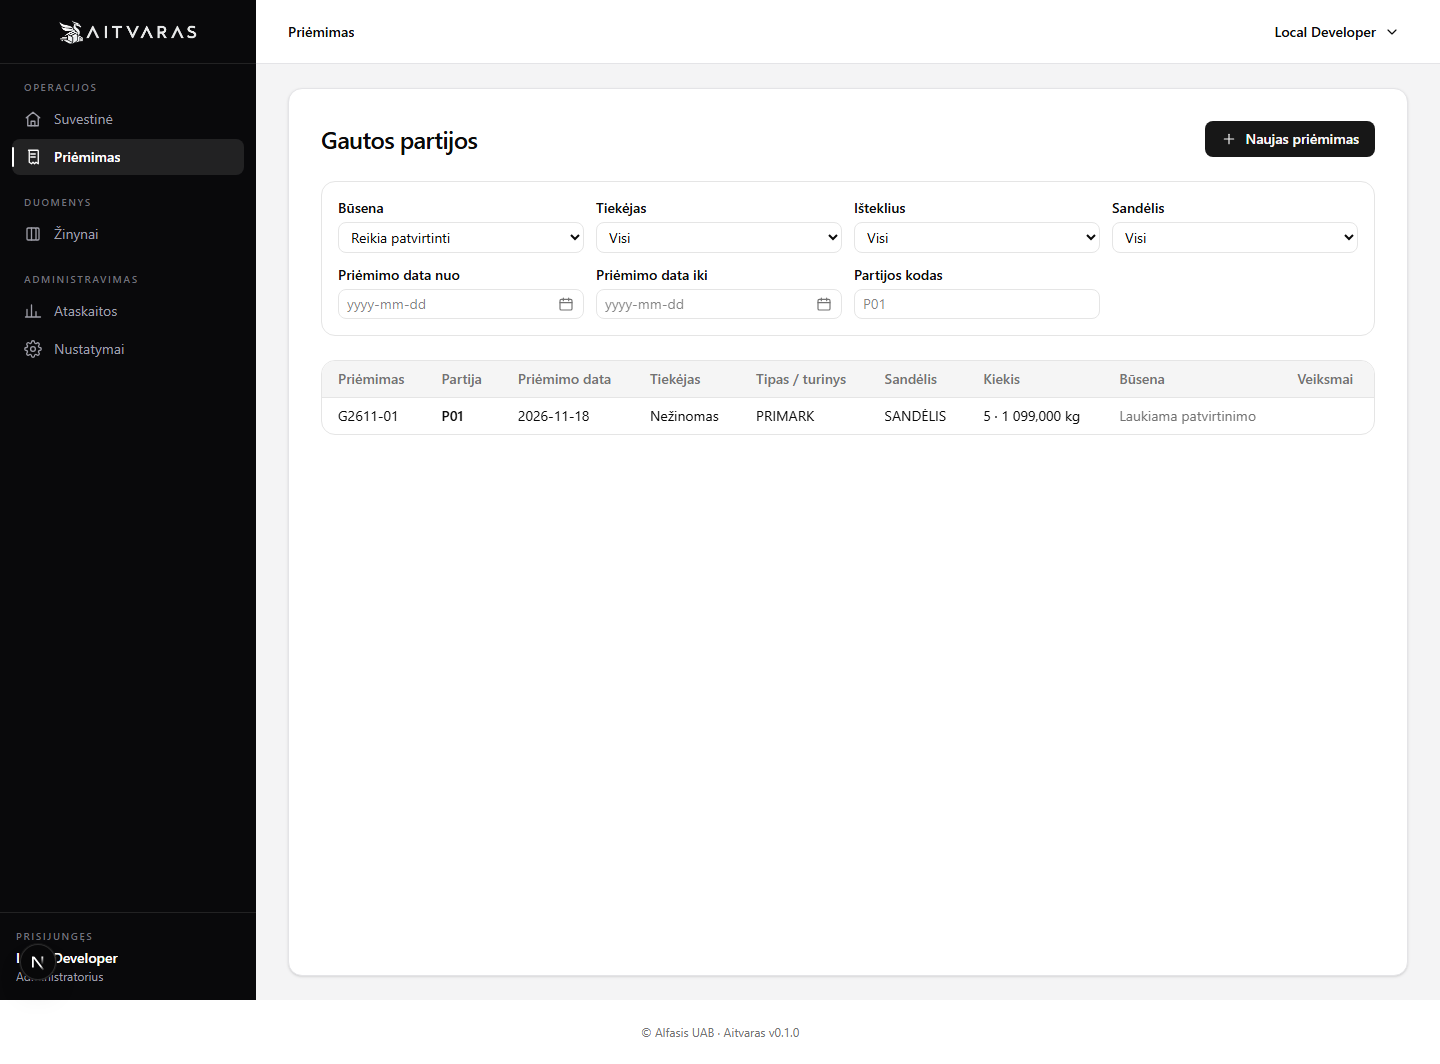 AITVARAS
Priėmimas
Local Developer
OPERACIJOS
Suvestinė
Priėmimas
DUOMENYS
Žinynai
ADMINISTRAVIMAS
Ataskaitos
Nustatymai
Gautos partijos
Naujas priėmimas
Būsena
Tiekėjas
Išteklius
Sandėlis
Reikia patvirtinti
Visi
Visi
Visi
Priėmimo data nuo
Priėmimo data iki
Partijos kodas
yyyy-mm-dd
yyyy-mm-dd
P01
Priėmimas Partija Priėmimo data Tiekėjas Tipas / turinys Sandėlis Kiekis Būsena Veiksmai
G2611-01 P01 2026-11-18 Nežinomas PRIMARK SANDĖLIS 5 · 1 099,000 kg Laukiama patvirtinimo
PRISIJUNGĘS
N
Developer
© Alfasis UAB · Aitvaras v0.1.0